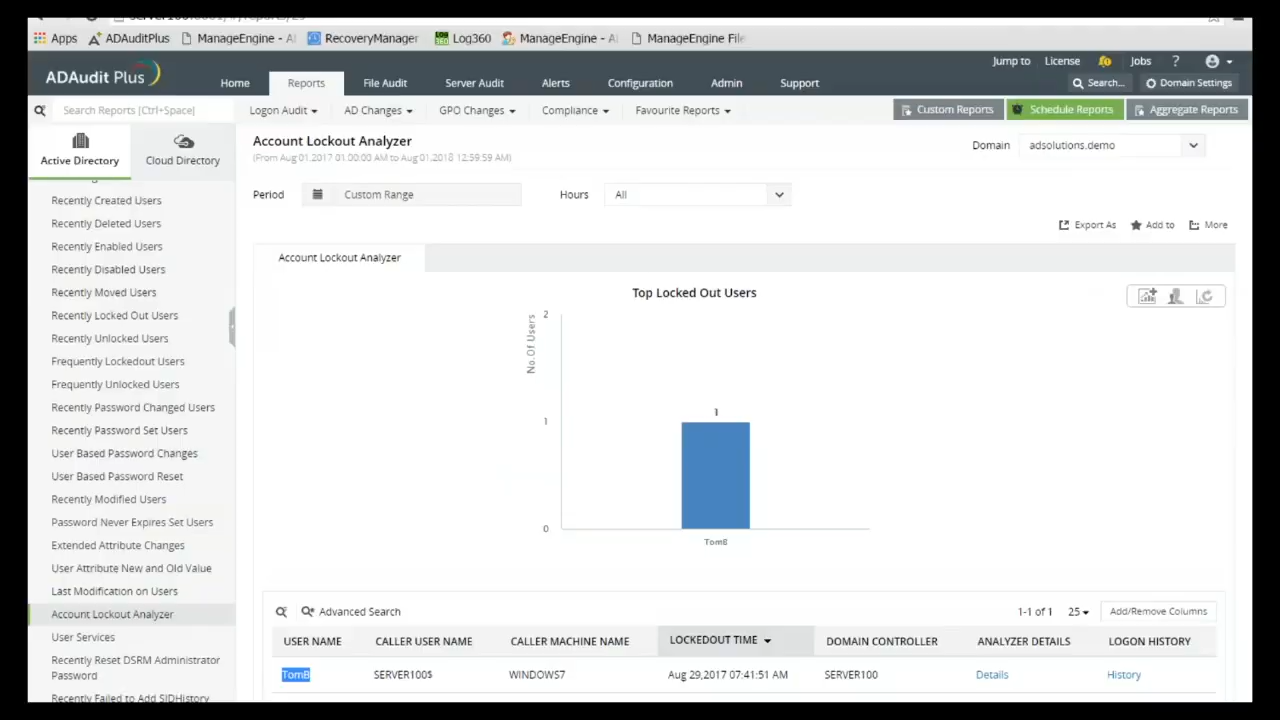 Apps ADAuditPlus ManageEngine - A RecoveryManager Log360 ManageEngine - A ManageEngine File
ADAudit Plus
Jump to License Jobs ?
Home Reports File Audit Server Audit Alerts Configuration Admin Support
Search... Domain Settings
Search Reports [Ctrl+Space]
Logon Audit AD Changes GPO Changes Compliance Favourite Reports
Custom Reports Schedule Reports Aggregate Reports
Active Directory Cloud Directory
Recently Created Users
Recently Deleted Users
Recently Enabled Users
Recently Disabled Users
Recently Moved Users
Recently Locked Out Users
Recently Unlocked Users
Frequently Lockedout Users
Frequently Unlocked Users
Recently Password Changed Users
Recently Password Set Users
User Based Password Changes
User Based Password Reset
Recently Modified Users
Password Never Expires Set Users
Extended Attribute Changes
User Attribute New and Old Value
Last Modification on Users
Account Lockout Analyzer
User Services
Recently Reset DSRM Administrator
Password
Recently Failed to Add SIDHistory
Account Lockout Analyzer
(From Aug 01,2017 01:00:00 AM to Aug 01,2018 12:59:59 AM)
Domain adsolutions.demo
Period Custom Range Hours All
Export As Add to More
Account Lockout Analyzer
Top Locked Out Users
No.Of Users
2
1
1
0
TomB
Advanced Search
1-1 of 1 25 Add/Remove Columns
USER NAME CALLER USER NAME CALLER MACHINE NAME LOCKEDOUT TIME DOMAIN CONTROLLER ANALYZER DETAILS LOGON HISTORY
TomB SERVER100$ WINDOWS7 Aug 29,2017 07:41:51 AM SERVER100 Details History